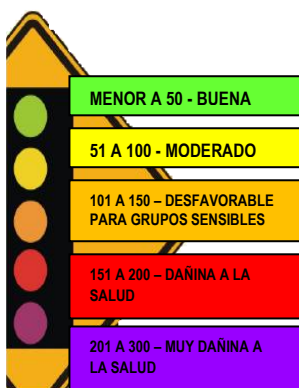 MENOR A 50 - BUENA
51 A 100 - MODERADO
101 A 150 – DESFAVORABLE
PARA GRUPOS SENSIBLES
151 A 200 – DAÑINA A LA
SALUD
201 A 300 – MUY DAÑINA A
LA SALUD